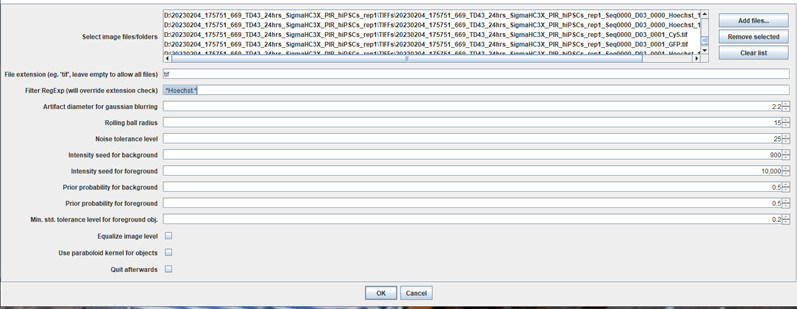 D:\20230204_175751_669_TD43_24hrs_SigmaHC3X_PIR_hiPSCs_rep1\TIFFs\20230204_175751_669_TD43_24hrs_SigmaHC3X_PIR_hiPSCs_rep1_Seq0000_D03_0000_Hoechst_1
D:\20230204_175751_669_TD43_24hrs_SigmaHC3X_PIR_hiPSCs_rep1\TIFFs\20230204_175751_669_TD43_24hrs_SigmaHC3X_PIR_hiPSCs_rep1_Seq0000_D03_0001_Cy5.tif
Add files...
Select image files/folders
D:\20230204_175751_669_TD43_24hrs_SigmaHC3X_PIR_hiPSCs_rep1\TIFFs\20230204_175751_669_TD43_24hrs_SigmaHC3X_PIR_hiPSCs_rep1_Seq0000_D03_0001_GFP.tif
Remove selected
D:\20230204_175751_669_TD43_24hrs_SigmaHC3X_PIR_hiPSCs_rep1\TIFFs\20230204_175751_669_TD43_24hrs_SigmaHC3X_PIR_hiPSCs_rep1_Seq0000_D03_0001_Hoechst_1
Clear list
File extension (eg. 'tif', leave empty to allow all files) tif
Filter RegExp (will override extension check) .*Hoechst.*
Artifact diameter for gaussian blurring 2.2
Rolling ball radius 15
Noise tolerance level 25
Intensity seed for background 900
Intensity seed for foreground 10,000
Prior probability for background 0.5
Prior probability for foreground 0.5
Min. std. tolerance level for foreground obj. 0.2
Equalize image level
Use paraboloid kernel for objects
Quit afterwards
OK Cancel